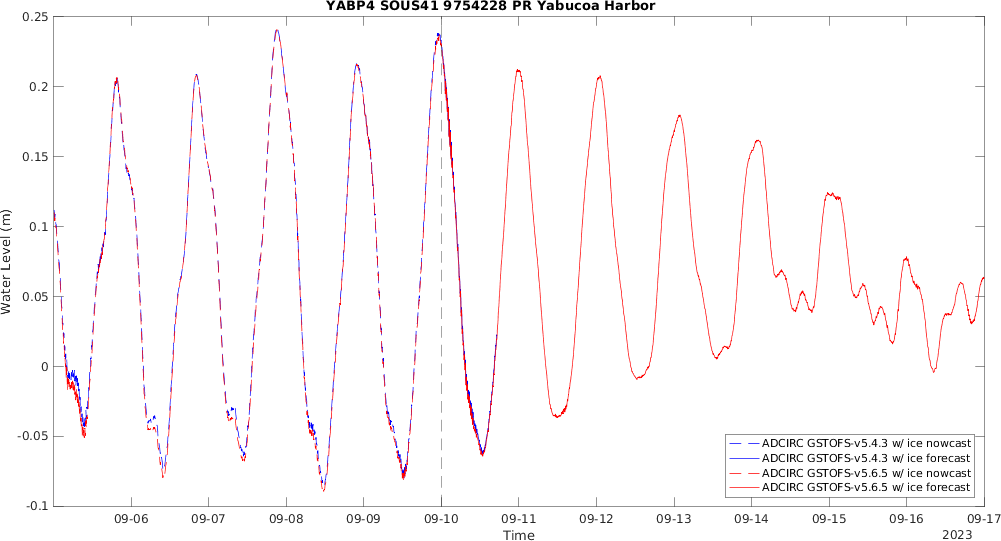 YABP4 SOUS41 9754228 PR Yabucoa Harbor
0.25
0.2
0.15
0.1
0.05
0
-0.05
-0.1
Water Level (m)
ADCIRC GSTOFS-v5.4.3 w/ ice nowcast
ADCIRC GSTOFS-v5.4.3 w/ ice forecast
ADCIRC GSTOFS-v5.6.5 w/ ice nowcast
ADCIRC GSTOFS-v5.6.5 w/ ice forecast
09-06 09-07 09-08 09-09 09-10 09-11 09-12 09-13 09-14 09-15 09-16 09-17
Time
2023